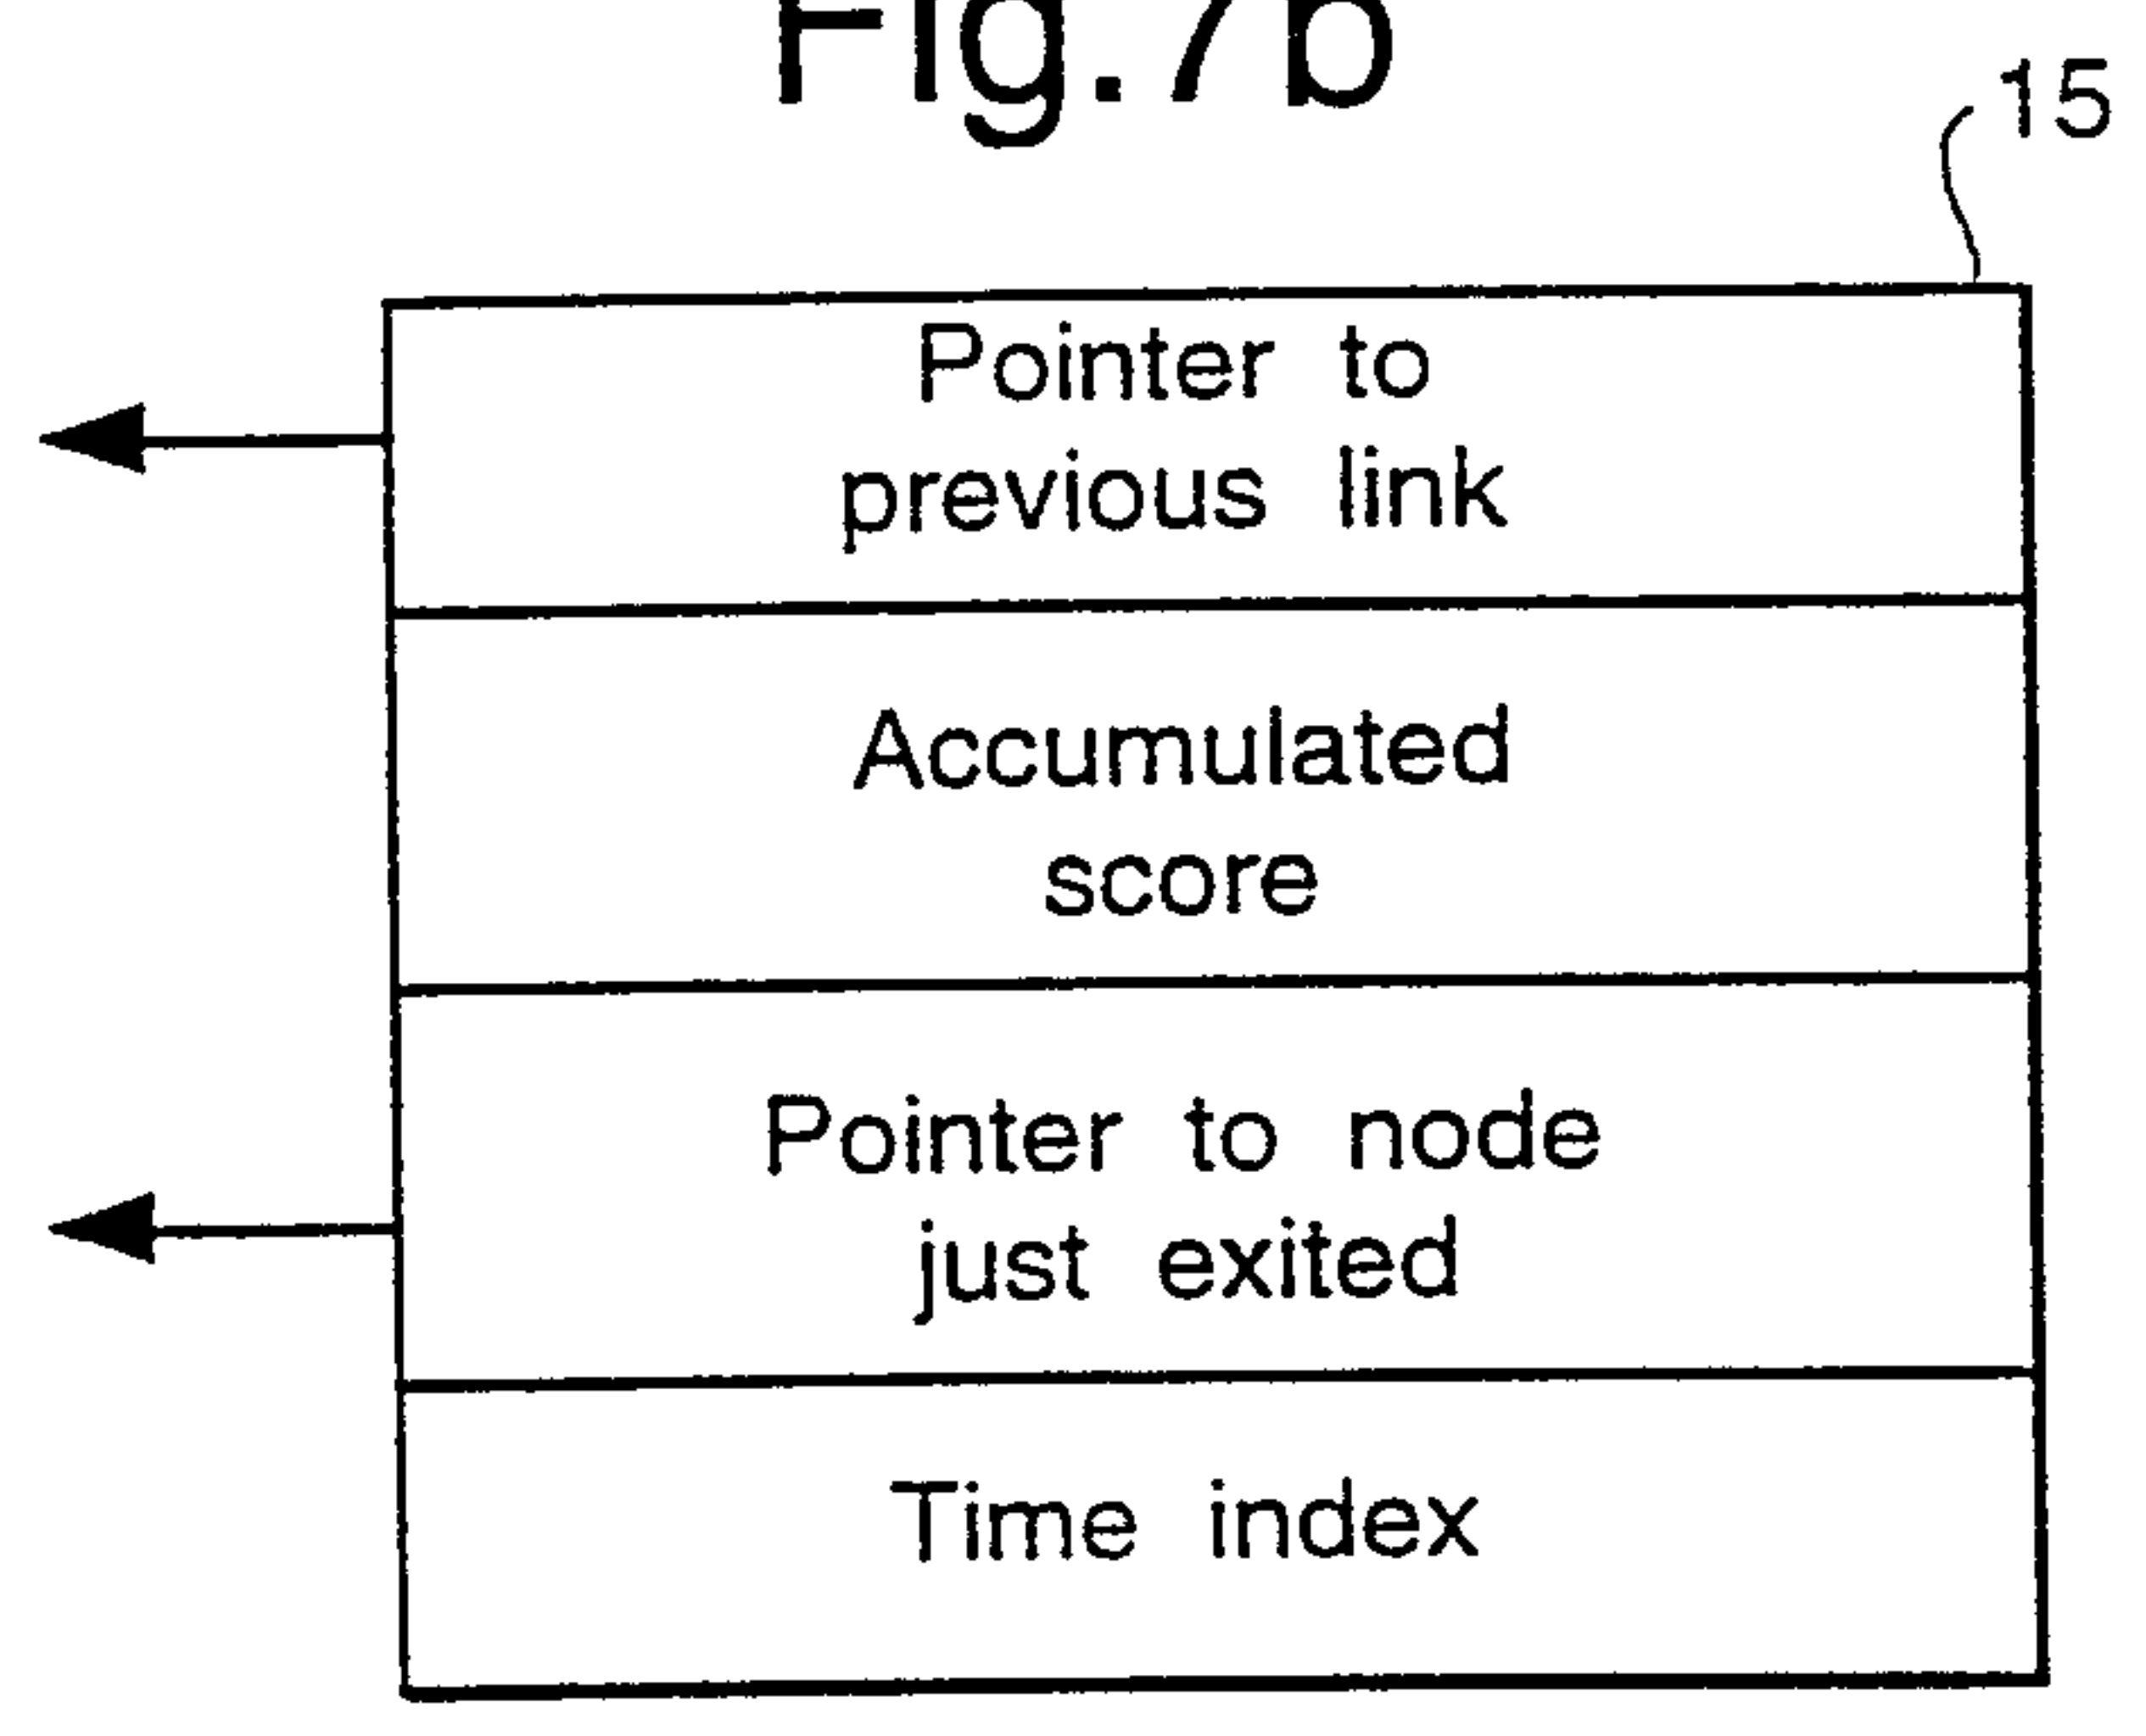 Fig.7b
15
Pointer to
previous link
Accumulated
score
Pointer to node
just exited
Time index